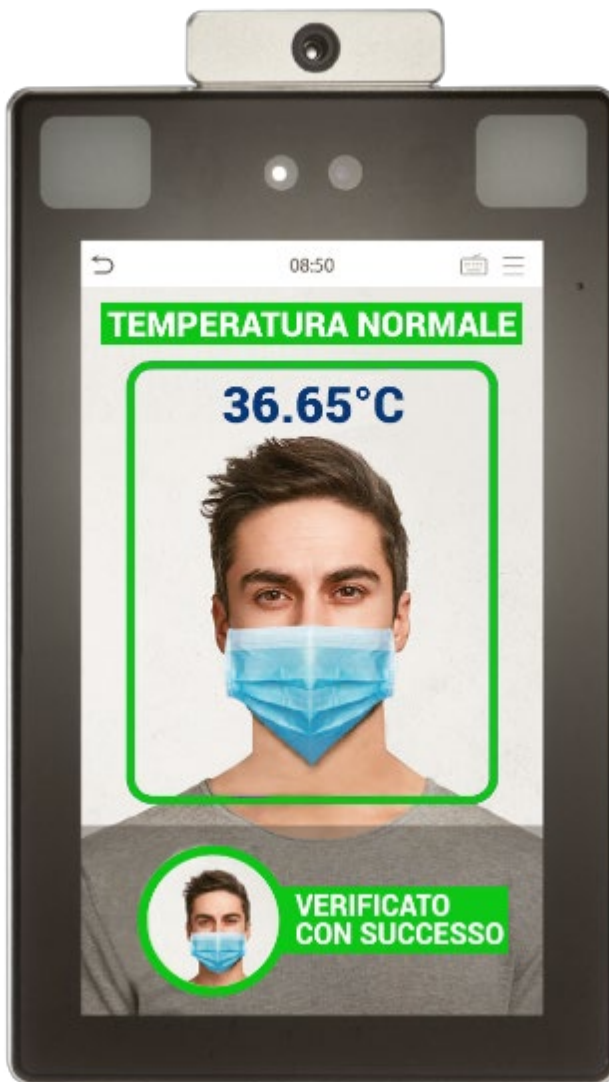 08:50
TEMPERATURA NORMALE
36.65°C
VERIFICATO
CON SUCCESSO